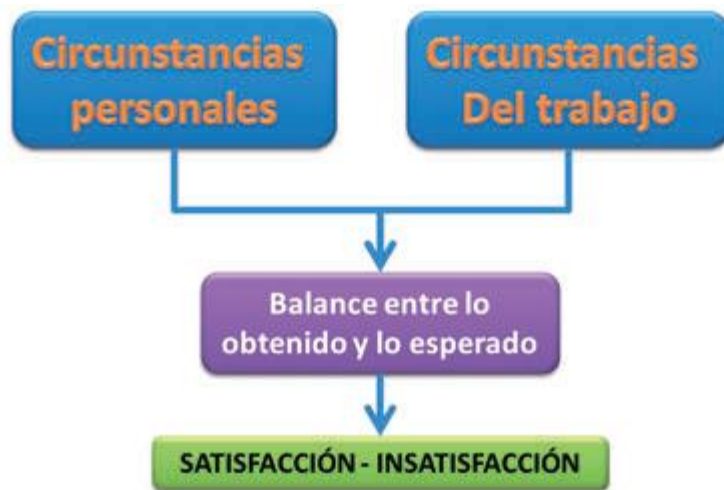 Circunstancias
personales
Circunstancias
Del trabajo
Balance entre lo
obtenido y lo esperado
SATISFACCIÓN - INSATISFACCIÓN